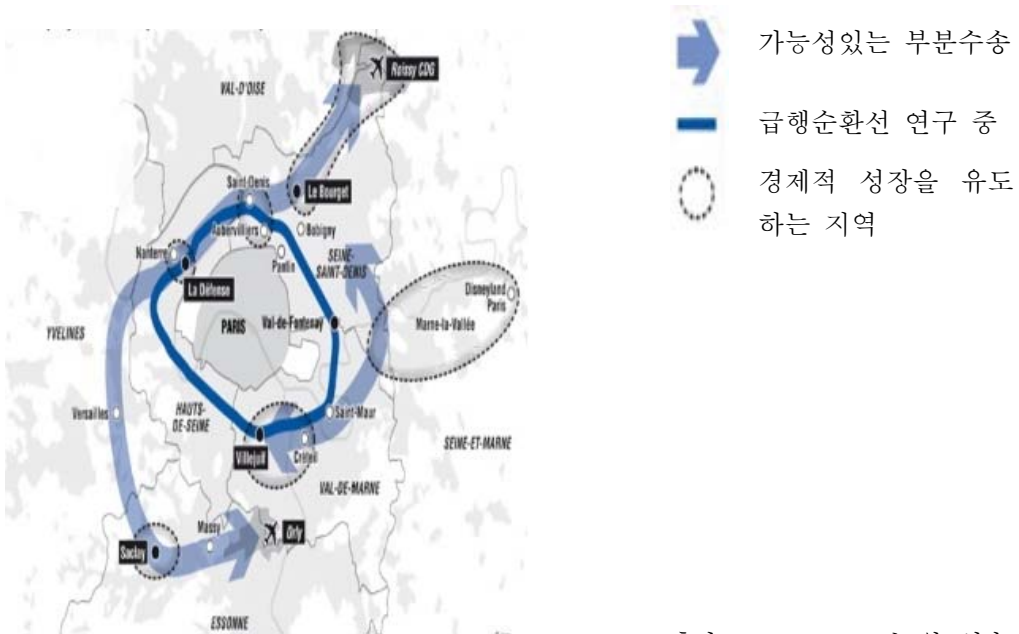 가능성있는 부분수송
급행순환선 연구 중
경제적 성장을 유도
하는 지역
Roissy CDG
VAL-D'OISE
Saint-Denis
Le Bourget
Aubervilliers
Bobigny
Nanterre
Pantin
SEINE-
SAINT-DENIS
La Défense
Disneyland
Paris
PARIS
Val-de-Fontenay
Marne-la-Vallée
YVELINES
Versailles
HAUTS-
DE-SEINE
Saint-Maur
Villejuif
Créteil
SEINE-ET-MARNE
VAL-DE-MARNE
Massy
Orly
Saclay
ESSONNE